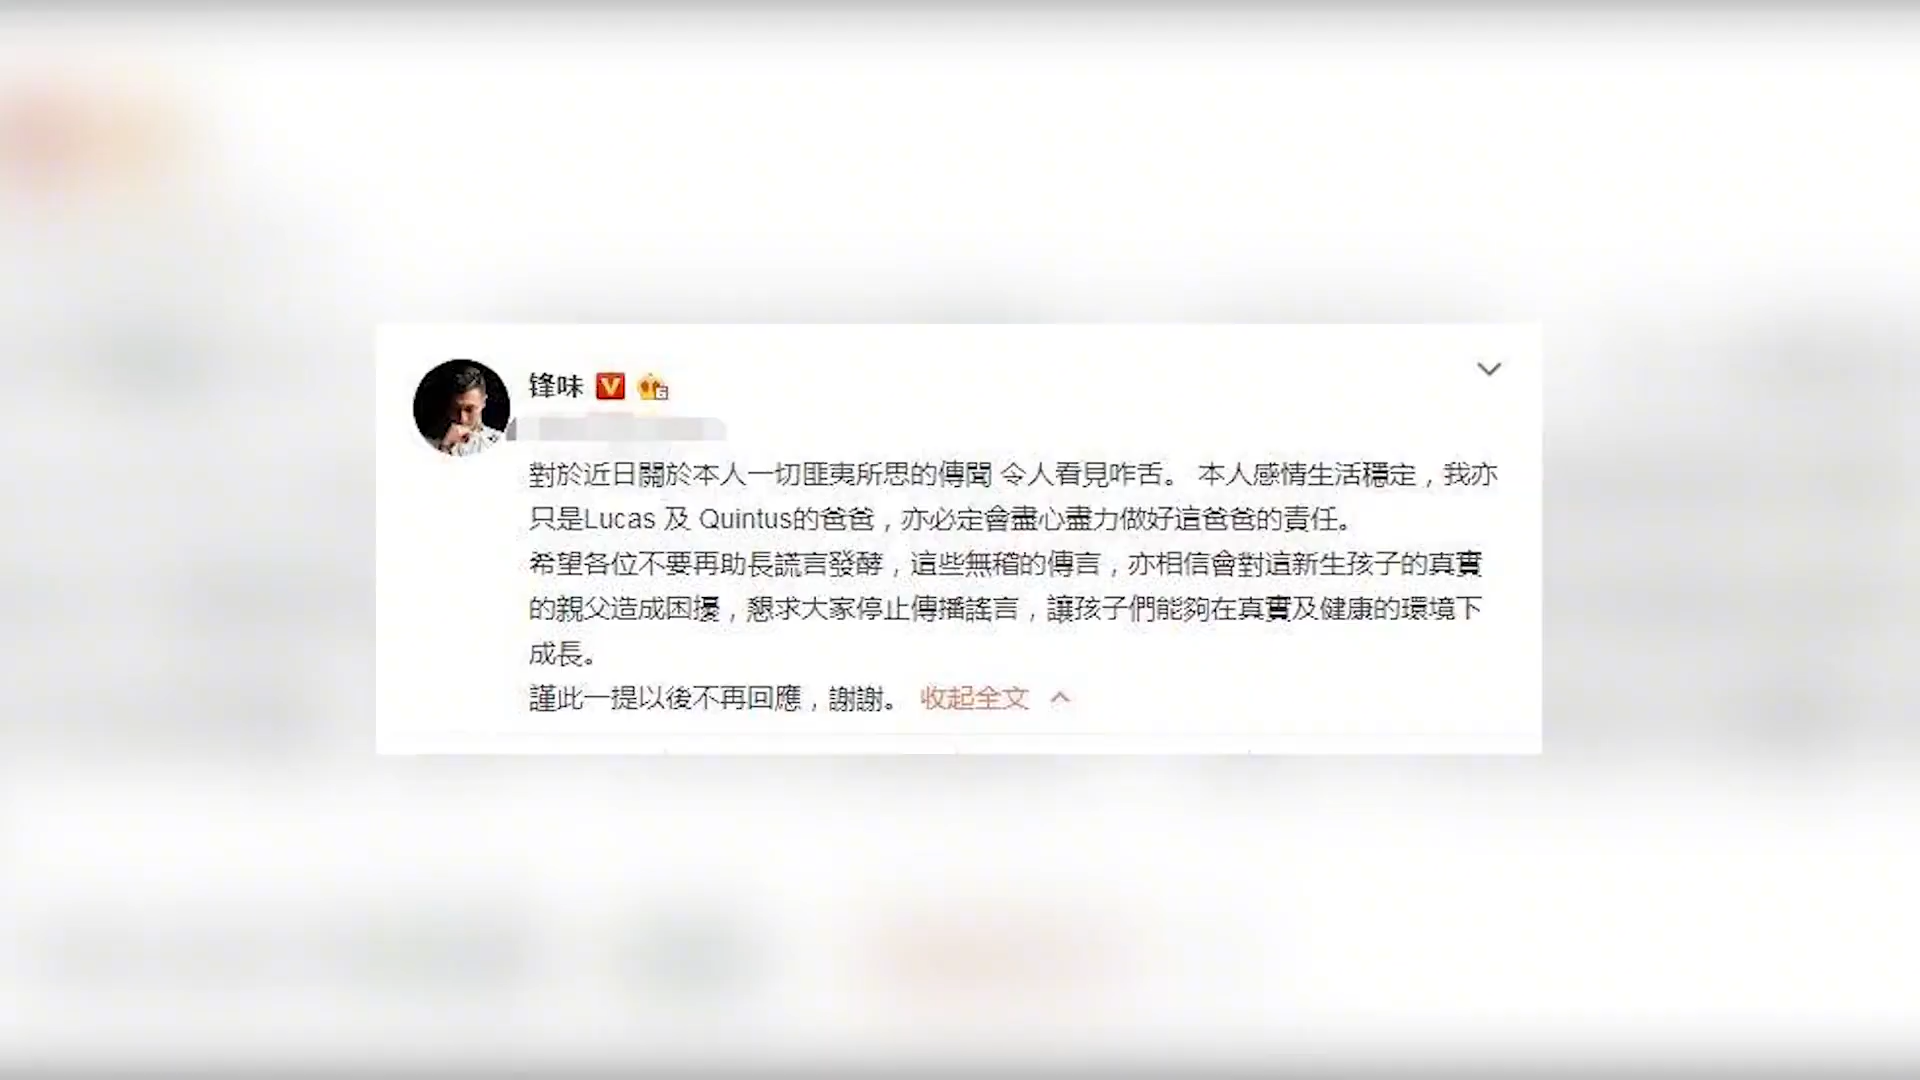 锋味
對於近日關於本人一切匪夷所思的傳聞 令人看見咋舌。 本人感情生活穩定，我亦
只是Lucas 及 Quintus的爸爸，亦必定會盡心盡力做好這爸爸的責任。
希望各位不要再助長謊言發酵，這些無稽的傳言，亦相信會對這新生孩子的真實
的親父造成困擾，懇求大家停止傳播謠言，讓孩子們能夠在真實及健康的環境下
成長。
謹此一提以後不再回應，謝謝。 收起全文